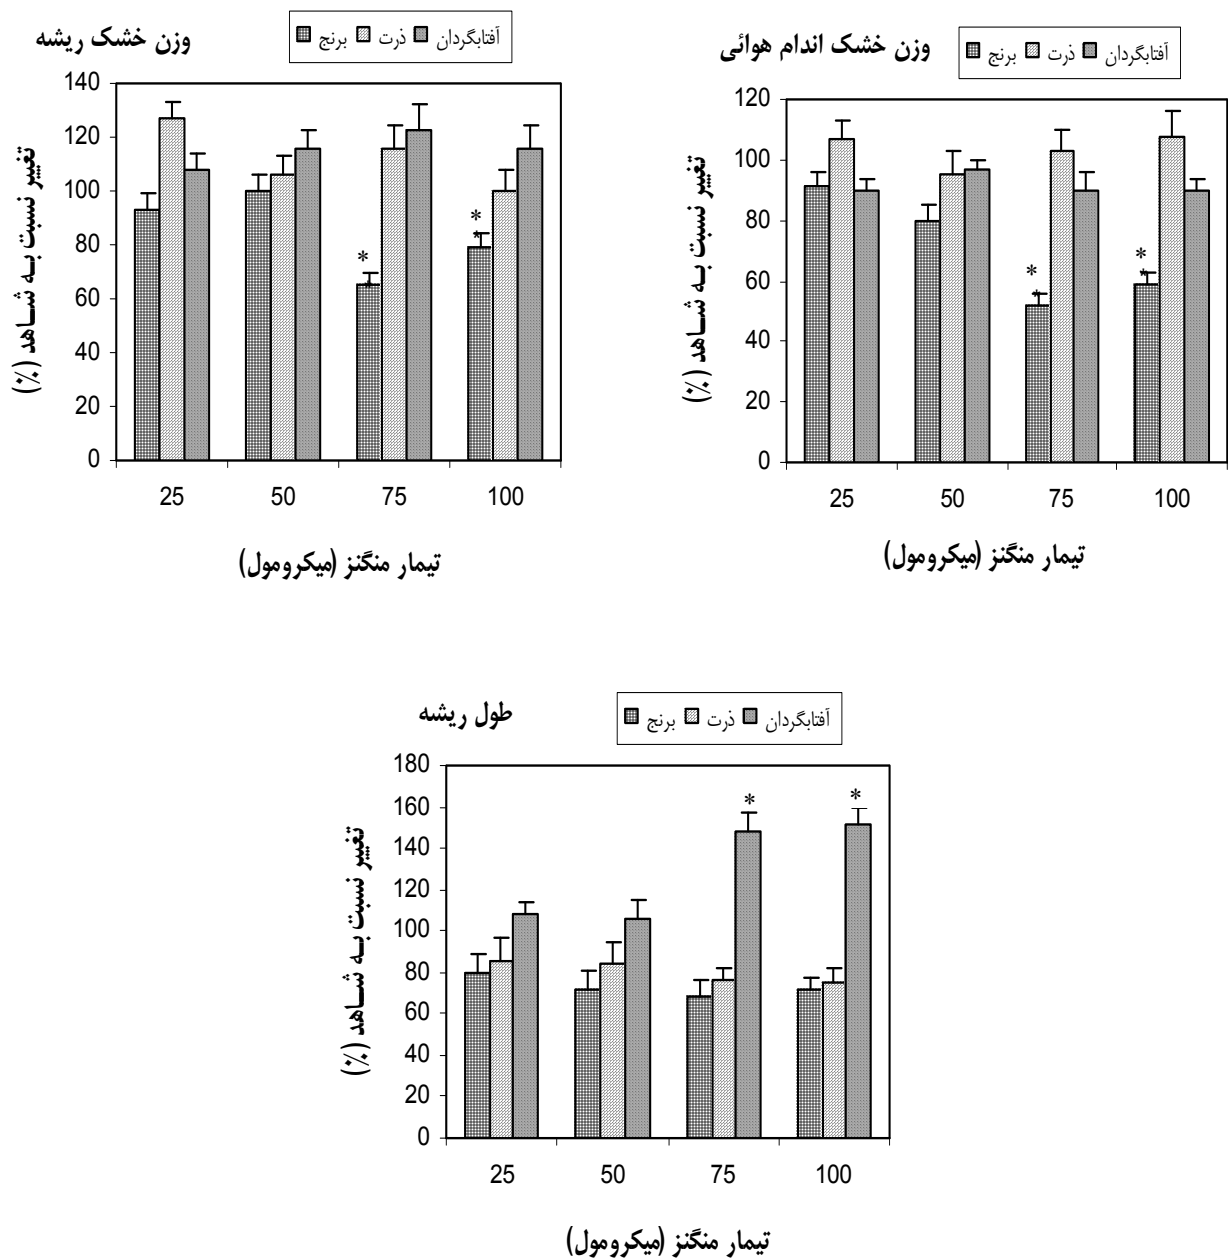 وزن خشک ریشه
برنج ذرت آفتابگردان
تغییر نسبت به شاهد (٪)
140
120
100
80
60
40
20
0
* * * *
25 50 75 100
تیمار منگنز (میکرومول)
وزن خشک اندام هوائی
برنج ذرت آفتابگردان
تغییر نسبت به شاهد (٪)
120
100
80
60
40
20
0
* * * *
25 50 75 100
تیمار منگنز (میکرومول)
طول ریشه
برنج ذرت آفتابگردان
تغییر نسبت به شاهد (٪)
180
160
140
120
100
80
60
40
20
0
* *
25 50 75 100
تیمار منگنز (میکرومول)